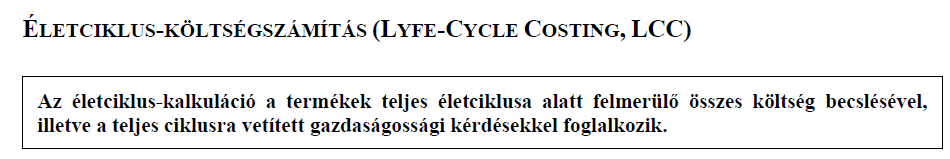 ÉLETCIKLUS-KÖLTSÉGSZÁMÍTÁS (LYFE-CYCLE COSTING, LCC)
Az életciklus-kalkuláció a termékek teljes életciklusa alatt felmerülő összes költség becslésével,
illetve a teljes ciklusra vetített gazdaságossági kérdésekkel foglalkozik.